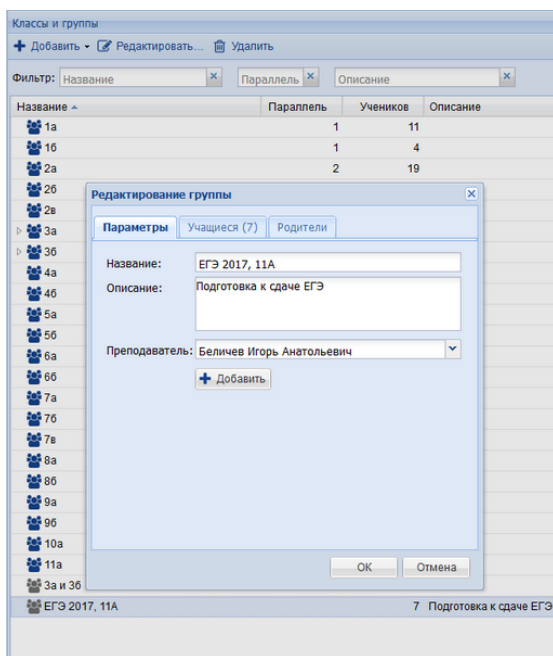 Классы и группы
Добавить Редактировать... Удалить
Фильтр: Название Параллель Описание
Название Параллель Учеников Описание
1а 1 11
1б 1 4
2а 2 19
2б
2в
3а
3б
4а
4б
5а
5б
6а
6б
7а
7б
7в
8а
8б
9а
9б
10а
11а
3а и 3б
ЕГЭ 2017, 11А 7 Подготовка к сдаче ЕГЭ
Редактирование группы
Параметры Учащиеся (7) Родители
Название: ЕГЭ 2017, 11А
Описание: Подготовка к сдаче ЕГЭ
Преподаватель: Беличев Игорь Анатольевич
Добавить
ОК Отмена